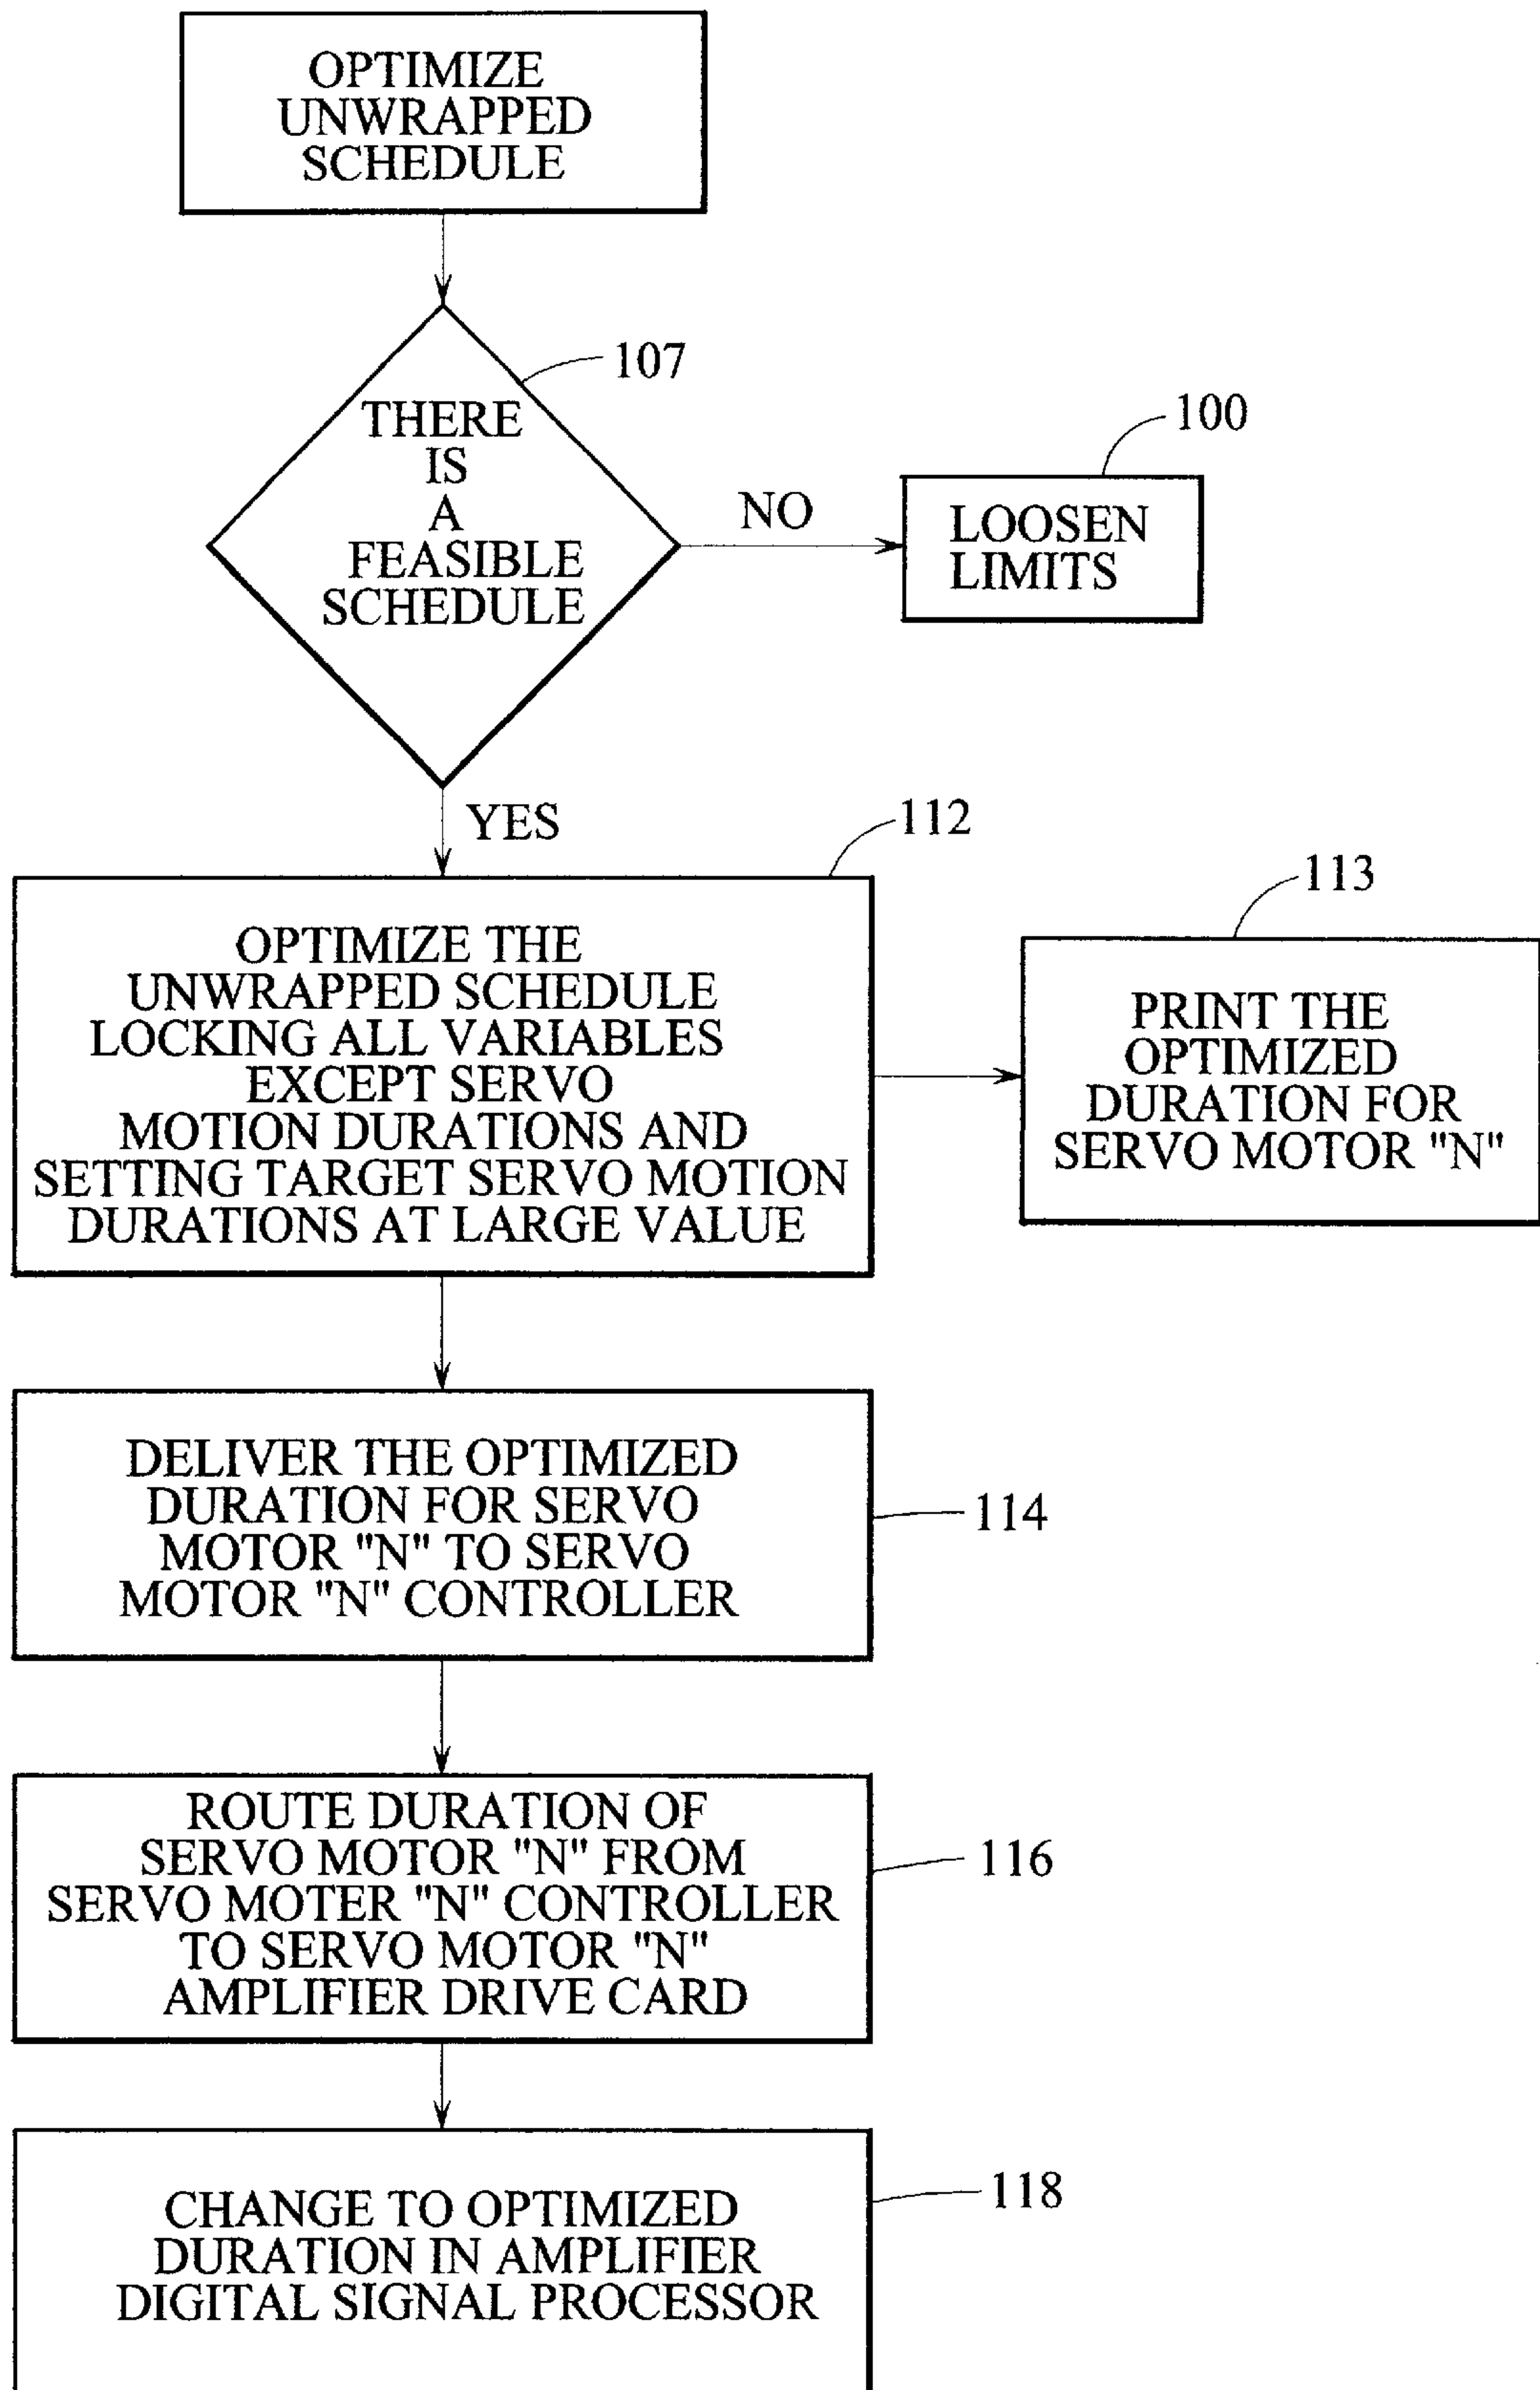 OPTIMIZE
UNWRAPPED
SCHEDULE
107
THERE
IS
A
FEASIBLE
SCHEDULE
NO
100
LOOSEN
LIMITS
YES
112
OPTIMIZE THE
UNWRAPPED SCHEDULE
LOCKING ALL VARIABLES
EXCEPT SERVO
MOTION DURATIONS AND
SETTING TARGET SERVO MOTION
DURATIONS AT LARGE VALUE
113
PRINT THE
OPTIMIZED
DURATION FOR
SERVO MOTOR "N"
DELIVER THE OPTIMIZED
DURATION FOR SERVO
MOTOR "N" TO SERVO
MOTOR "N" CONTROLLER
114
ROUTE DURATION OF
SERVO MOTOR "N" FROM
SERVO MOTER "N" CONTROLLER
TO SERVO MOTOR "N"
AMPLIFIER DRIVE CARD
116
CHANGE TO OPTIMIZED
DURATION IN AMPLIFIER
DIGITAL SIGNAL PROCESSOR
118